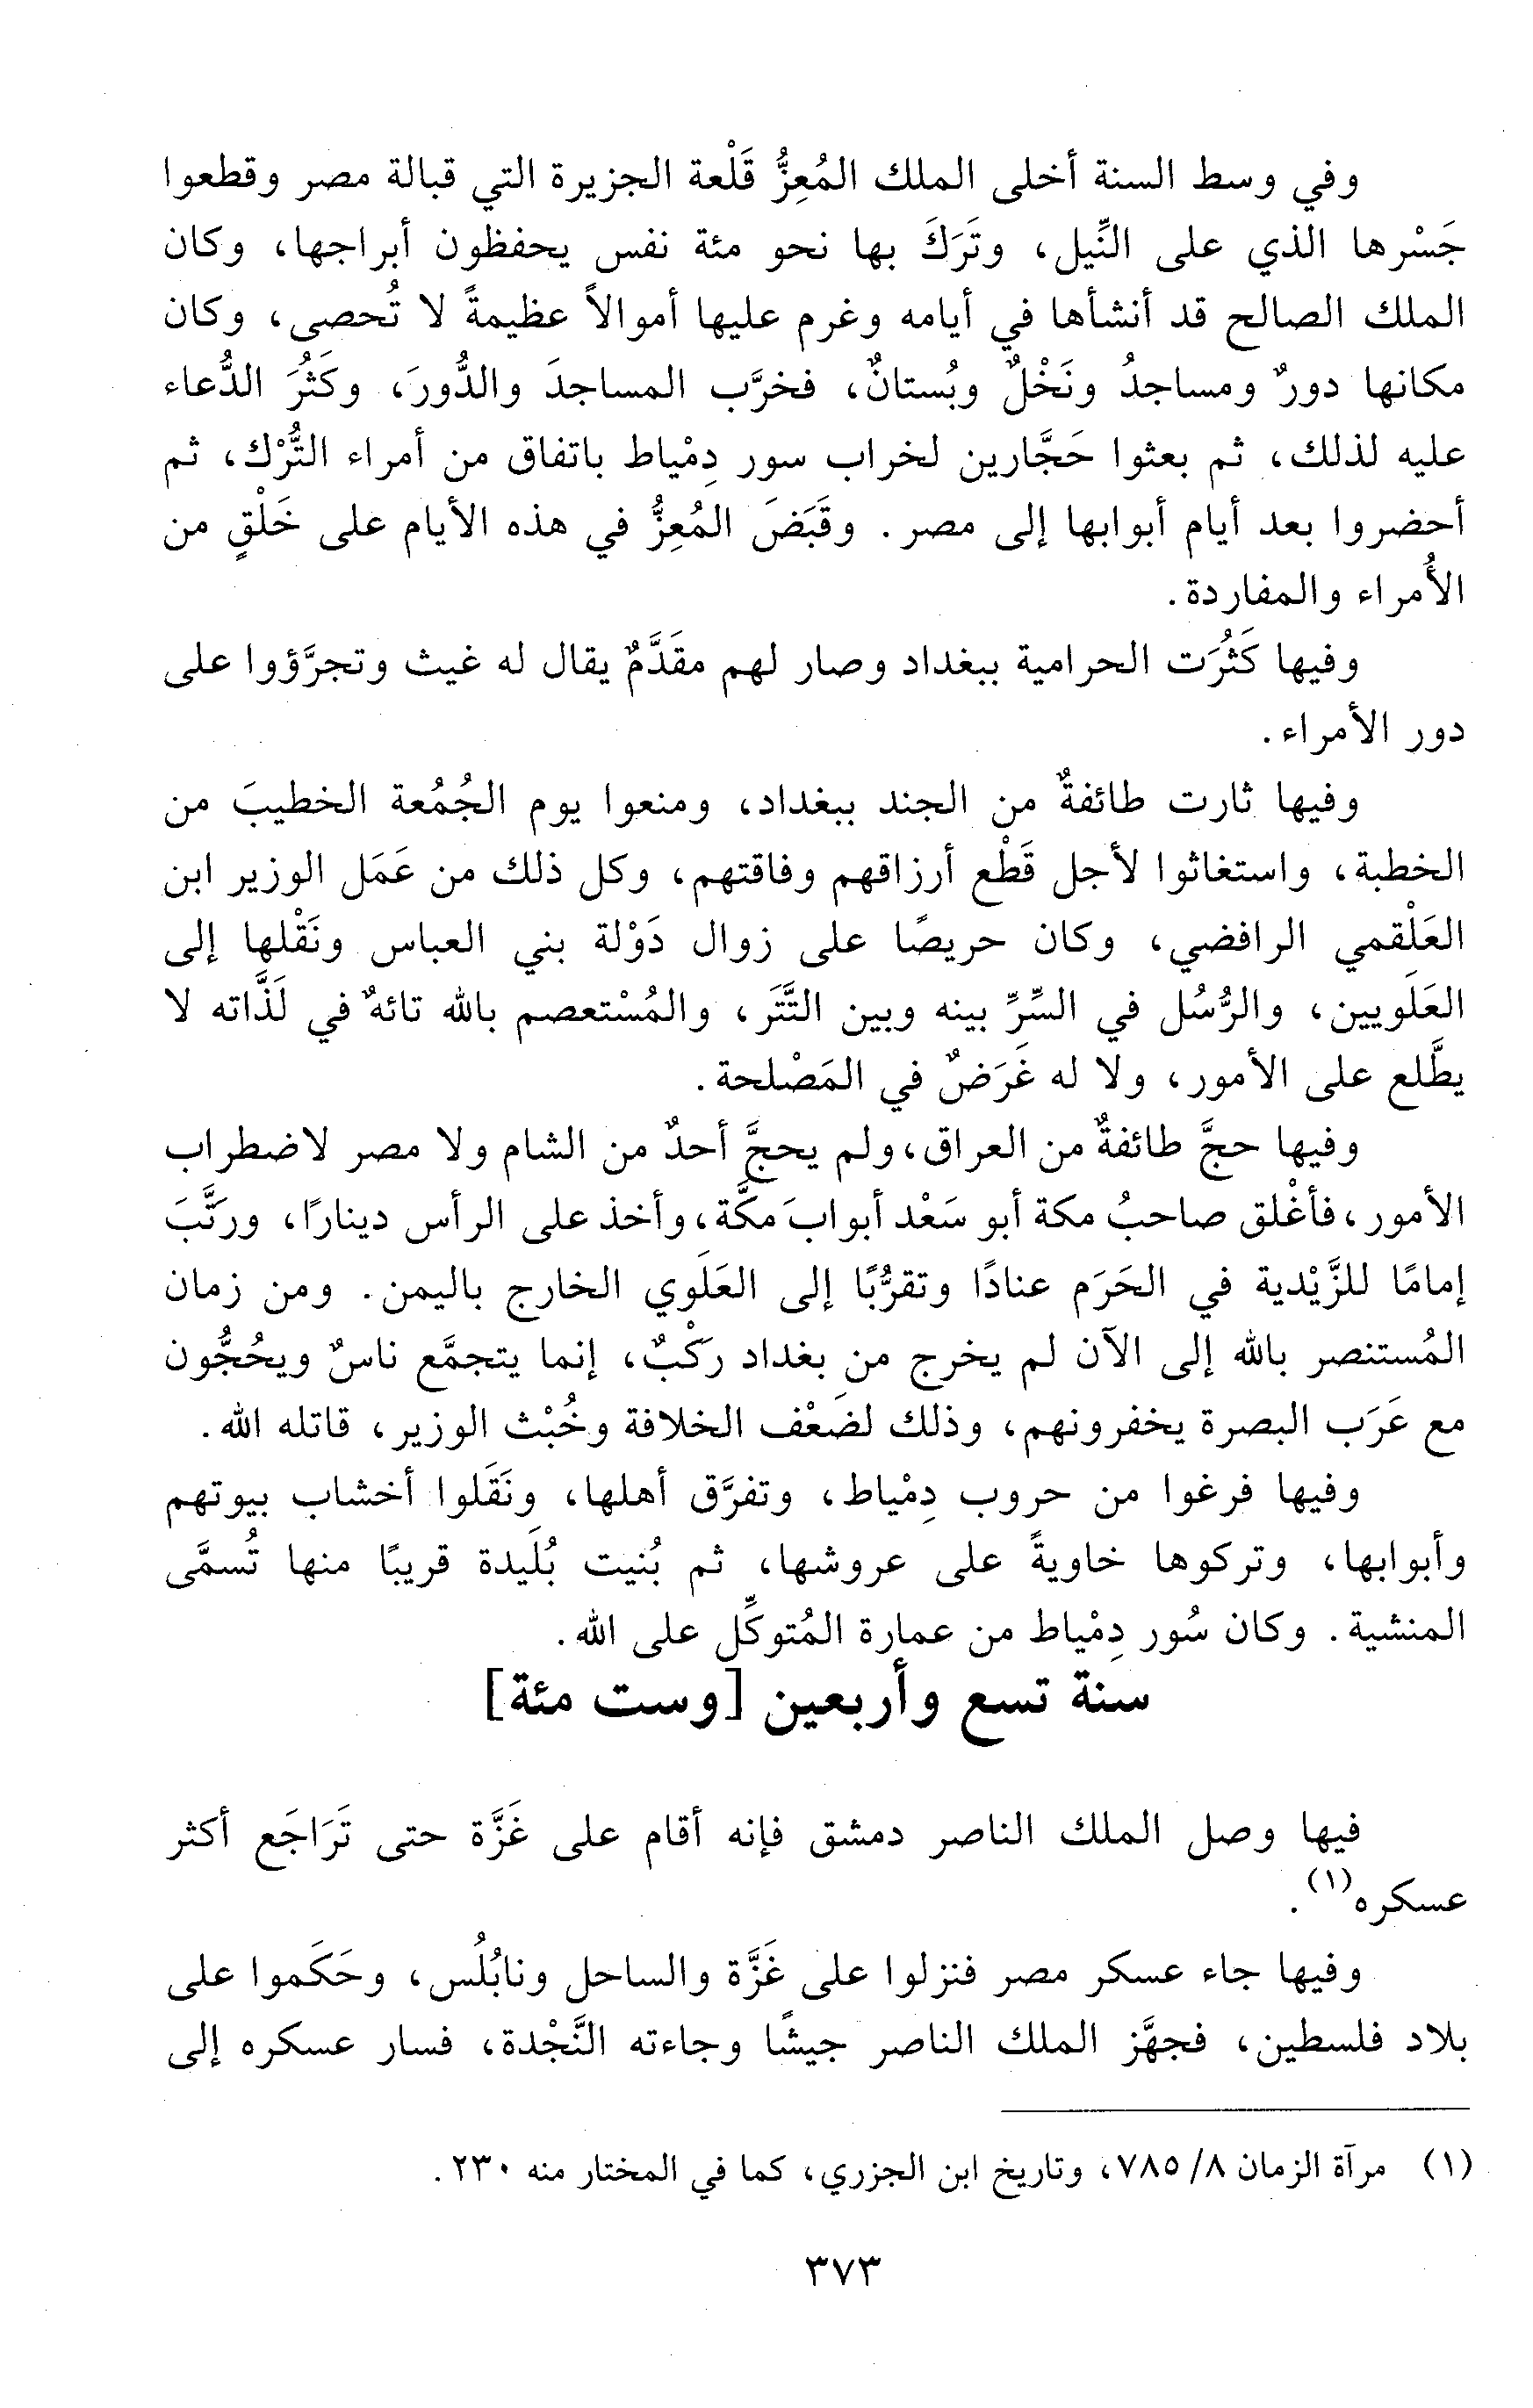 وفي وسط السنة أخلى الملك المُعِزُّ قَلْعة الجزيرة التي قبالة مصر وقطعوا
جَسْرها الذي على النِّيل، وتَرَكَ بها نحو مئة نفس يحفظون أبراجها، وكان
الملك الصالح قد أنشأها في أيامه وغرم عليها أموالاً عظيمةً لا تُحصى، وكان
مكانها دورٌ ومساجدُ ونَخْلٌ وبُستانٌ، فخرَّب المساجدَ والدُّورَ، وكَثُرَ الدُّعاء
عليه لذلك، ثم بعثوا حَجَّارين لخراب سور دِمْياط باتفاق من أمراء التُّرْك، ثم
أحضروا بعد أيام أبوابها إلى مصر. وقَبَضَ المُعِزُّ في هذه الأيام على خَلْقٍ من
الأُمراء والمفاردة.
وفيها كَثُرَت الحرامية ببغداد وصار لهم مقَدَّمٌ يقال له غيث وتجرَّؤوا على
دور الأمراء.
وفيها ثارت طائفةٌ من الجند ببغداد، ومنعوا يوم الجُمُعة الخطيبَ من
الخطبة، واستغاثوا لأجل قَطْع أرزاقهم وفاقتهم، وكل ذلك من عَمَل الوزير ابن
العَلْقمي الرافضي، وكان حريصًا على زوال دَوْلة بني العباس ونَقْلها إلى
العَلَويين، والرُّسُل في السِّرِّ بينه وبين التَّتَر، والمُسْتعصم بالله تائهٌ في لَذَّاته لا
يطَّلع على الأمور، ولا له غَرَضٌ في المَصْلحة.
وفيها حجَّ طائفةٌ من العراق، ولم يحجَّ أحدٌ من الشام ولا مصر لاضطراب
الأمور، فأغْلق صاحبُ مكة أبو سَعْد أبوابَ مكَّة، وأخذ على الرأس دينارًا، ورَتَّبَ
إمامًا للزَّيْدية في الحَرَم عنادًا وتقرُّبًا إلى العَلَوي الخارج باليمن. ومن زمان
المُستنصر بالله إلى الآن لم يخرج من بغداد ركْبٌ، إنما يتجمَّع ناسٌ ويحُجُّون
مع عَرَب البصرة يخفرونهم، وذلك لضَعْف الخلافة وخُبْث الوزير، قاتله الله.
وفيها فرغوا من حروب دِمْياط، وتفرَّق أهلها، ونَقَلوا أخشاب بيوتهم
وأبوابها، وتركوها خاويةً على عروشها، ثم بُنيت بُلَيدة قريبًا منها تُسمَّى
المنشية. وكان سُور دِمْياط من عمارة المُتوكِّل على الله.
سنة تسع وأربعين [وست مئة]
فيها وصل الملك الناصر دمشق فإنه أقام على غَزَّة حتى تَرَاجَع أكثر
عسكره(١).
وفيها جاء عسكر مصر فنزلوا على غَزَّة والساحل ونابُلُس، وحَكَموا على
بلاد فلسطين، فجهَّز الملك الناصر جيشًا وجاءته النَّجْدة، فسار عسكره إلى
(١) مرآة الزمان ٨/ ٧٨٥، وتاريخ ابن الجزري، كما في المختار منه ٢٣٠.
٣٧٣